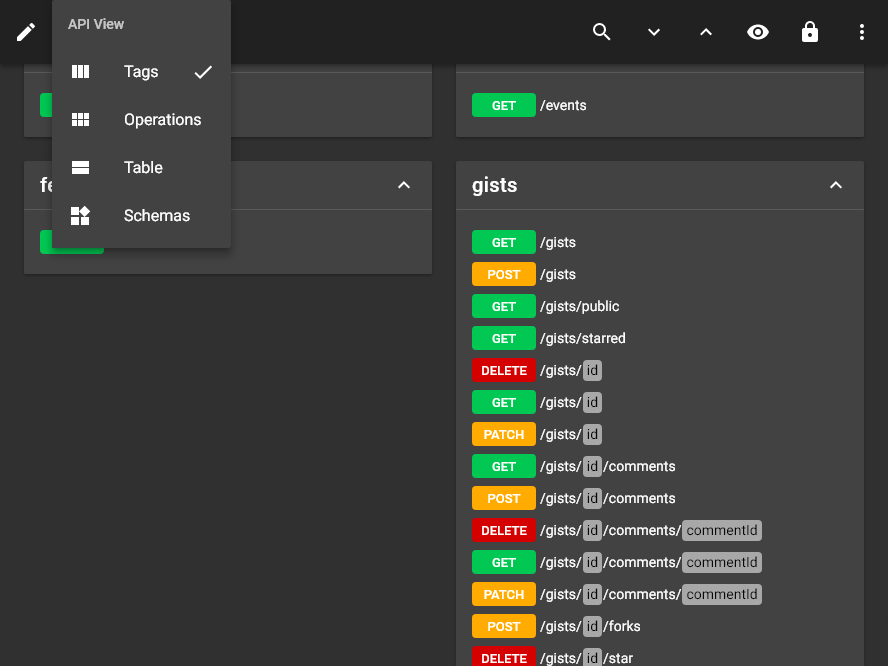 API View
Tags
Operations
Table
Schemas
GET /events
gists
GET /gists
POST /gists
GET /gists/public
GET /gists/starred
DELETE /gists/ id
GET /gists/ id
PATCH /gists/ id
GET /gists/ id /comments
POST /gists/ id /comments
DELETE /gists/ id /comments/ commentId
GET /gists/ id /comments/ commentId
PATCH /gists/ id /comments/ commentId
POST /gists/ id /forks
DELETE /gists/ id /star